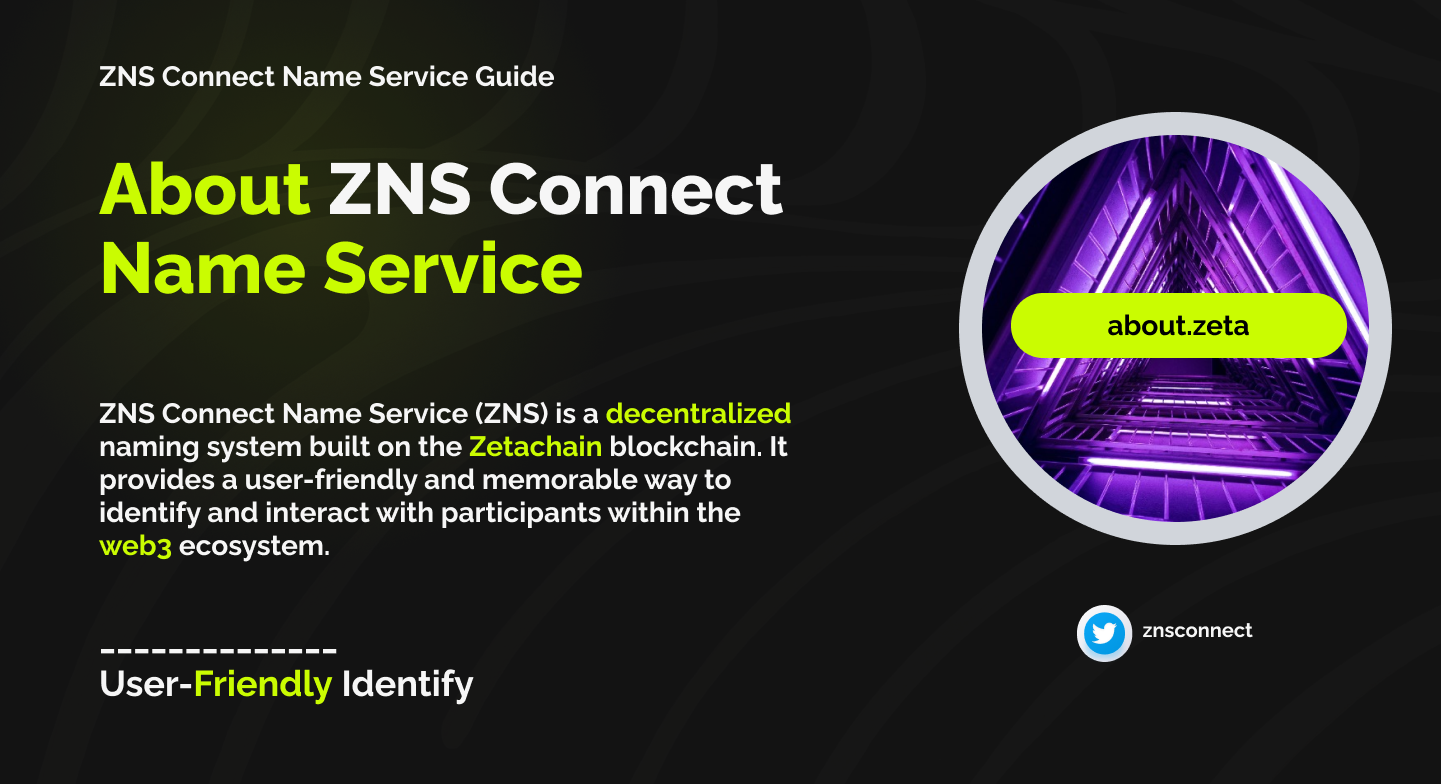 ZNS Connect Name Service Guide
About ZNS Connect
Name Service
ZNS Connect Name Service (ZNS) is a decentralized
naming system built on the Zetachain blockchain. It
provides a user-friendly and memorable way to
identify and interact with participants within the
web3 ecosystem.
--------------
User-Friendly Identify
about.zeta
znsconnect